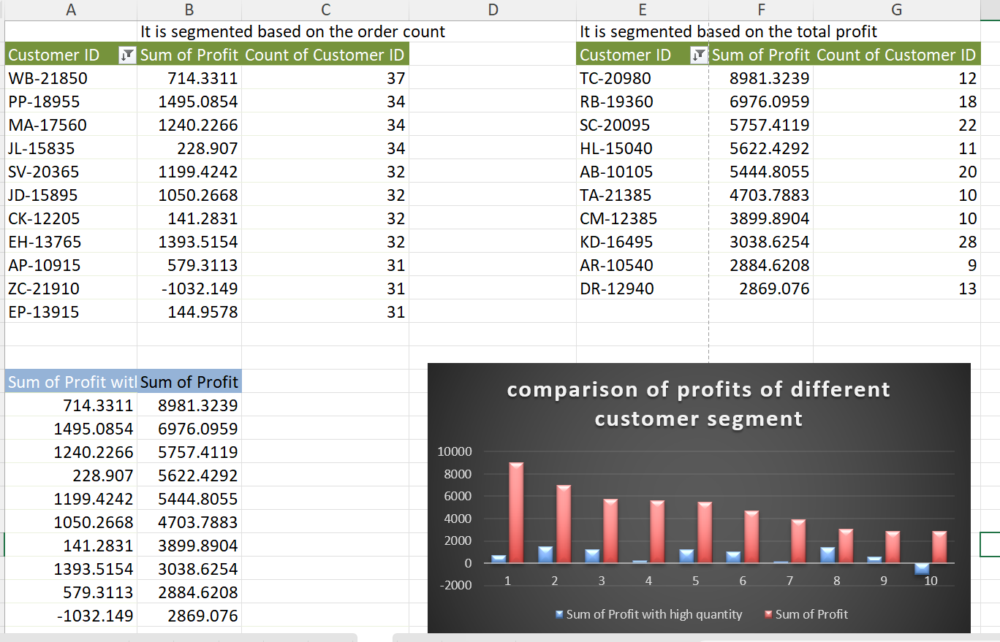 A B C D E F G
It is segmented based on the order count It is segmented based on the total profit
Customer ID Sum of Profit Count of Customer ID Customer ID Sum of Profit Count of Customer ID
WB-21850 714.3311 37 TC-20980 8981.3239 12
PP-18955 1495.0854 34 RB-19360 6976.0959 18
MA-17560 1240.2266 34 SC-20095 5757.4119 22
JL-15835 228.907 34 HL-15040 5622.4292 11
SV-20365 1199.4242 32 AB-10105 5444.8055 20
JD-15895 1050.2668 32 TA-21385 4703.7883 10
CK-12205 141.2831 32 CM-12385 3899.8904 10
EH-13765 1393.5154 32 KD-16495 3038.6254 28
AP-10915 579.3113 31 AR-10540 2884.6208 9
ZC-21910 -1032.149 31 DR-12940 2869.076 13
EP-13915 144.9578 31
Sum of Profit with Sum of Profit
714.3311 8981.3239
1495.0854 6976.0959
1240.2266 5757.4119
228.907 5622.4292
1199.4242 5444.8055
1050.2668 4703.7883
141.2831 3899.8904
1393.5154 3038.6254
579.3113 2884.6208
-1032.149 2869.076
comparison of profits of different
customer segment
10000
8000
6000
4000
2000
0
-2000
1 2 3 4 5 6 7 8 9 10
Sum of Profit with high quantity Sum of Profit